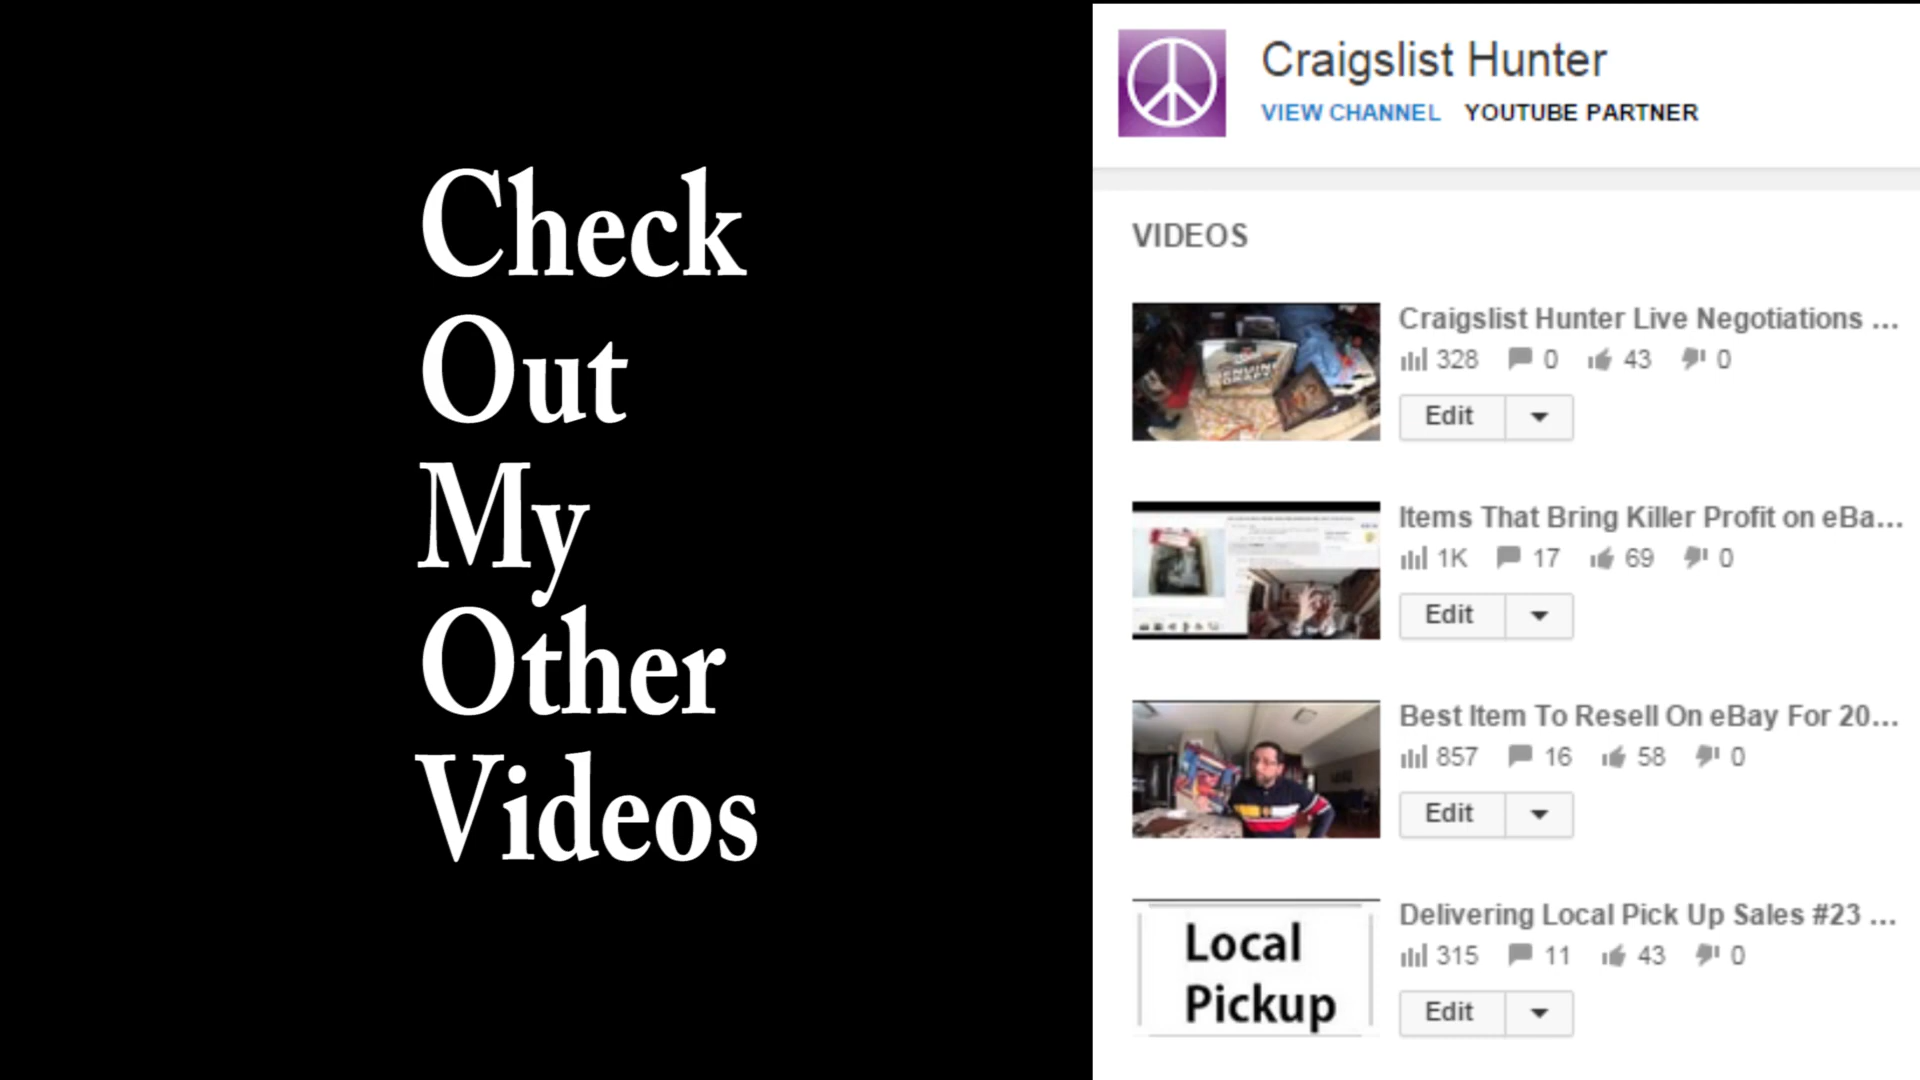 Check
Out
My
Other
Videos
Craigslist Hunter
VIEW CHANNEL YOUTUBE PARTNER
VIDEOS
Craigslist Hunter Live Negotiations ...
328 0 43 0
Edit
GENUINE
DRAFT
Items That Bring Killer Profit on eBa...
1K 17 69 0
Edit
Best Item To Resell On eBay For 20...
857 16 58 0
Edit
Delivering Local Pick Up Sales #23 ...
315 11 43 0
Edit
Local
Pickup